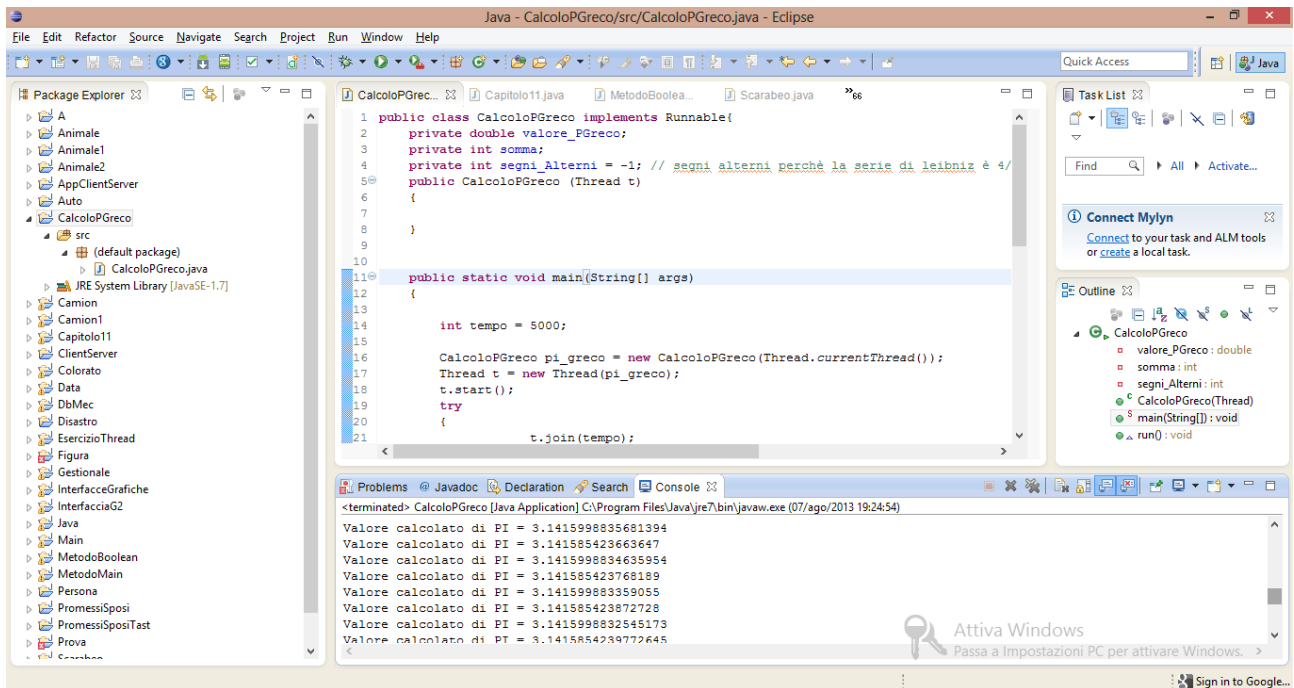 Java - CalcoloPGreco/src/CalcoloPGreco.java - Eclipse
File Edit Refactor Source Navigate Search Project Run Window Help
Quick Access
Java
Package Explorer
A
Animale
Animale1
Animale2
AppClientServer
Auto
CalcoloPGreco
src
(default package)
CalcoloPGreco.java
JRE System Library [JavaSE-1.7]
Camion
Camion1
Capitolo11
ClientServer
Colorato
Data
DbMec
Disastro
EsercizioThread
Figura
Gestionale
InterfacceGrafiche
InterfacciaG2
Java
Main
MetodoBoolean
MetodoMain
Persona
PromessiSposi
PromessiSposiTast
Prova
Scarabeo
CalcoloPGrec... Capitolo11.java MetodoBoolea... Scarabeo.java »66
1 public class CalcoloPGreco implements Runnable{
2 private double valore_PGreco;
3 private int somma;
4 private int segni_Alterni = -1; // segni alterni perchè la serie di leibniz è 4/
5 public CalcoloPGreco (Thread t)
6 {
7
8 }
9
10
11 public static void main(String[] args)
12 {
13
14 int tempo = 5000;
15
16 CalcoloPGreco pi_greco = new CalcoloPGreco(Thread.currentThread());
17 Thread t = new Thread(pi_greco);
18 t.start();
19 try
20 {
21 t.join(tempo);
Task List
Find All Activate...
Connect Mylyn
Connect to your task and ALM tools
or create a local task.
Outline
CalcoloPGreco
valore_PGreco : double
somma : int
segni_Alterni : int
CalcoloPGreco(Thread)
main(String[]) : void
run() : void
Problems Javadoc Declaration Search Console
<terminated> CalcoloPGreco [Java Application] C:\Program Files\Java\jre7\bin\javaw.exe (07/ago/2013 19:24:54)
Valore calcolato di PI = 3.1415998835681394
Valore calcolato di PI = 3.141585423663647
Valore calcolato di PI = 3.1415998834635954
Valore calcolato di PI = 3.141585423768189
Valore calcolato di PI = 3.141599883359055
Valore calcolato di PI = 3.141585423872728
Valore calcolato di PI = 3.1415998832545173
Valore calcolato di PI = 3.1415854239772645
Attiva Windows
Passa a Impostazioni PC per attivare Windows.
Sign in to Google...